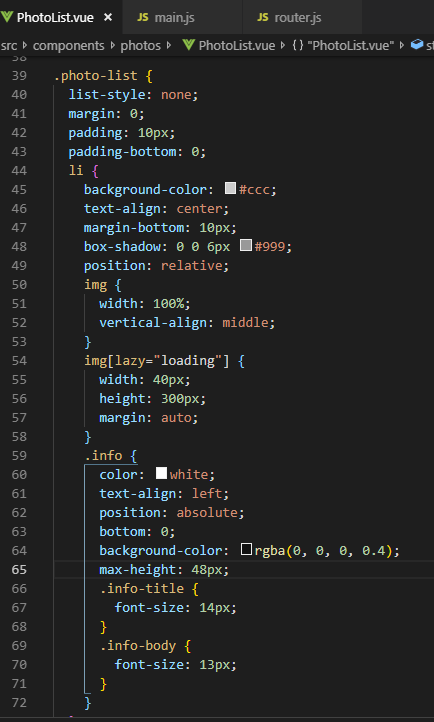 PhotoList.vue × JS main.js JS router.js
src > components > photos > PhotoList.vue > {} "PhotoList.vue" >
38
39 .photo-list {
40 list-style: none;
41 margin: 0;
42 padding: 10px;
43 padding-bottom: 0;
44 li {
45 background-color: #ccc;
46 text-align: center;
47 margin-bottom: 10px;
48 box-shadow: 0 0 6px #999;
49 position: relative;
50 img {
51 width: 100%;
52 vertical-align: middle;
53 }
54 img[lazy="loading"] {
55 width: 40px;
56 height: 300px;
57 margin: auto;
58 }
59 .info {
60 color: white;
61 text-align: left;
62 position: absolute;
63 bottom: 0;
64 background-color: rgba(0, 0, 0, 0.4);
65 max-height: 48px;
66 .info-title {
67 font-size: 14px;
68 }
69 .info-body {
70 font-size: 13px;
71 }
72 }